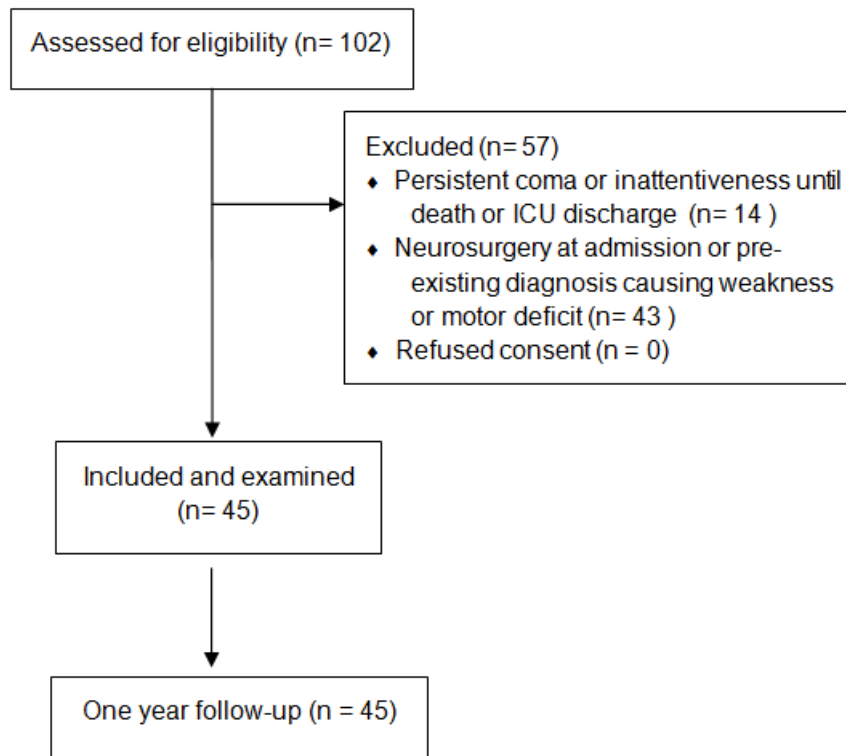 Assessed for eligibility (n= 102)
Excluded (n= 57)
♦ Persistent coma or inattentiveness until
death or ICU discharge (n= 14 )
♦ Neurosurgery at admission or pre-
existing diagnosis causing weakness
or motor deficit (n= 43 )
♦ Refused consent (n = 0)
Included and examined
(n= 45)
One year follow-up (n = 45)